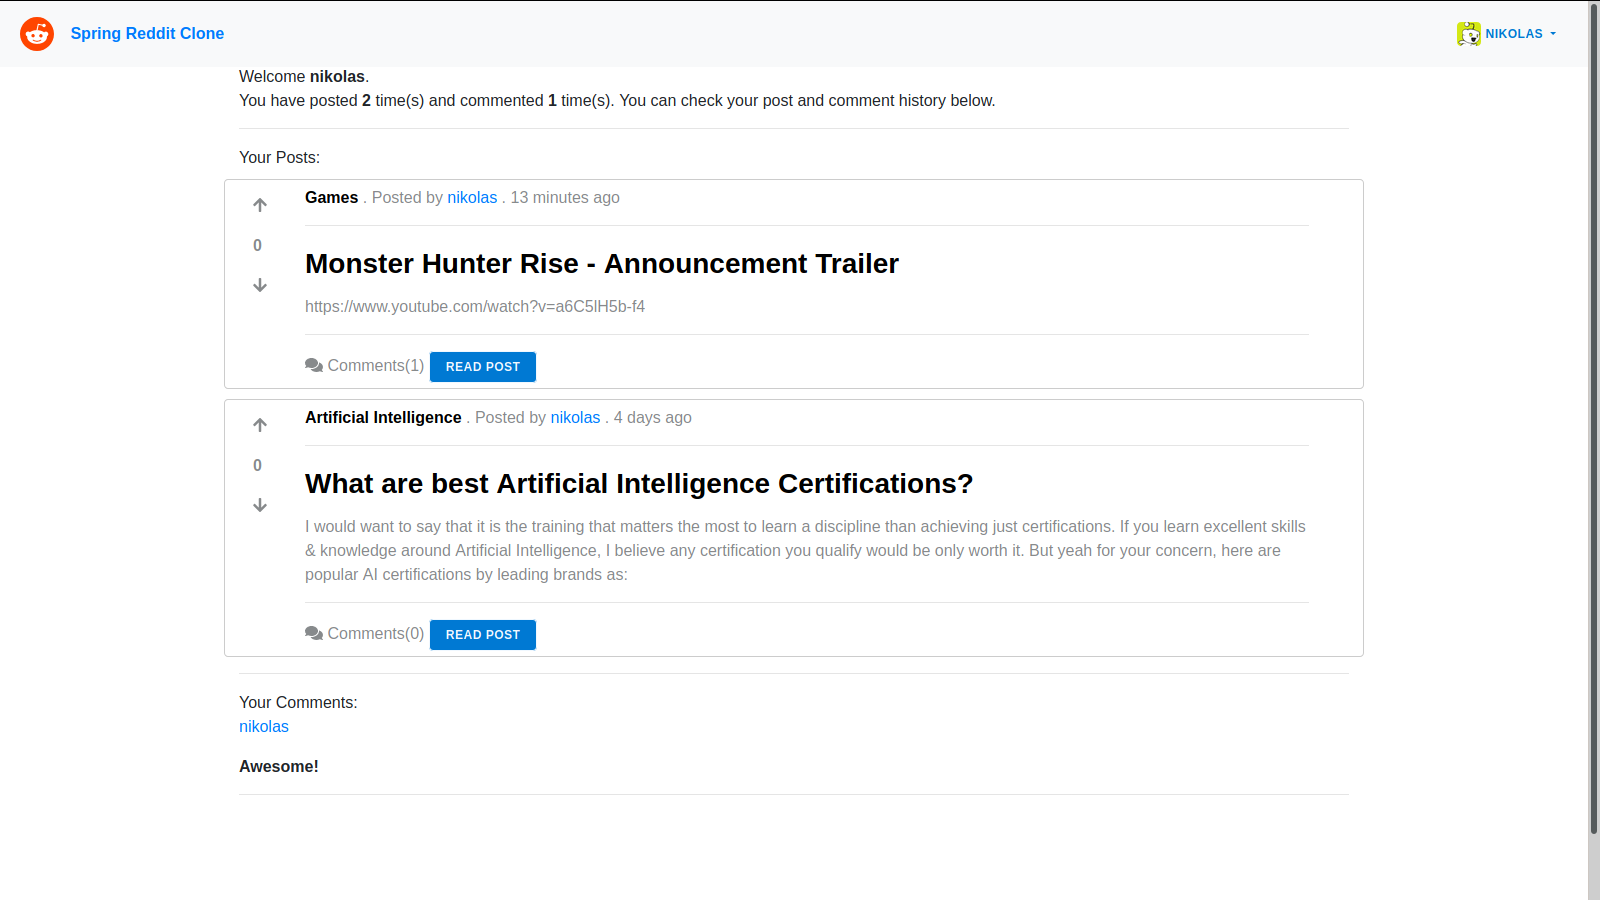 Spring Reddit Clone
NIKOLAS
Welcome nikolas.
You have posted 2 time(s) and commented 1 time(s). You can check your post and comment history below.
Your Posts:
Games . Posted by nikolas . 13 minutes ago
0
Monster Hunter Rise - Announcement Trailer
https://www.youtube.com/watch?v=a6C5lH5b-f4
Comments(1) READ POST
Artificial Intelligence . Posted by nikolas . 4 days ago
0
What are best Artificial Intelligence Certifications?
I would want to say that it is the training that matters the most to learn a discipline than achieving just certifications. If you learn excellent skills
& knowledge around Artificial Intelligence, I believe any certification you qualify would be only worth it. But yeah for your concern, here are
popular AI certifications by leading brands as:
Comments(0) READ POST
Your Comments:
nikolas
Awesome!